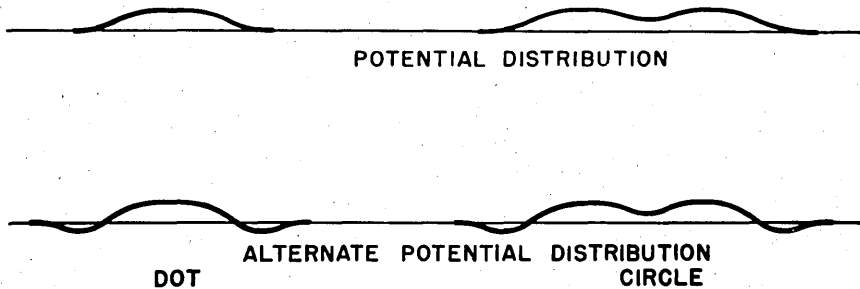 POTENTIAL DISTRIBUTION
ALTERNATE POTENTIAL DISTRIBUTION
DOT CIRCLE